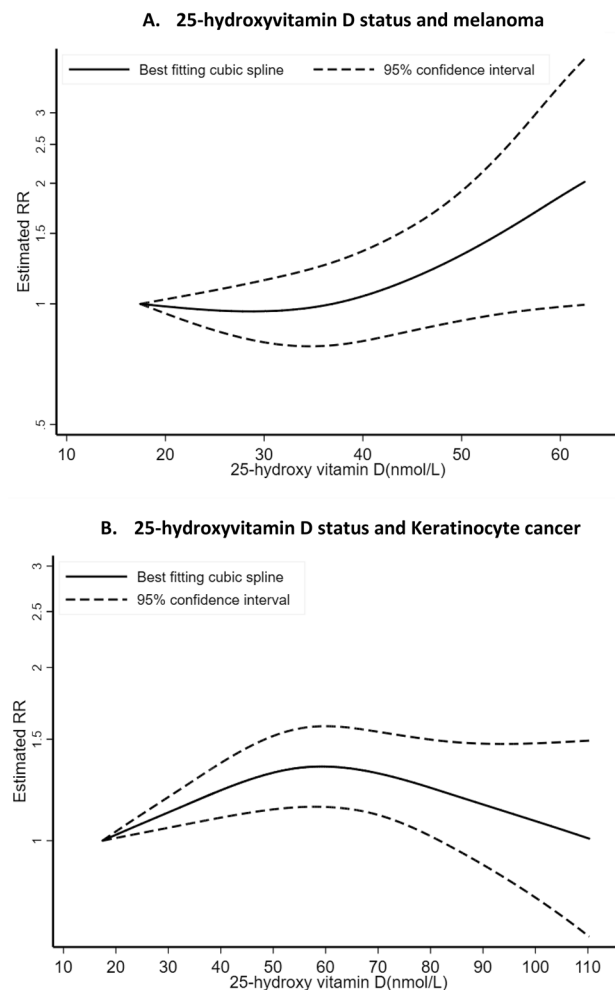 A. 25-hydroxyvitamin D status and melanoma
Best fitting cubic spline 95% confidence interval
Estimated RR
3
2.5
2
1.5
1
.5
10 20 30 40 50 60
25-hydroxy vitamin D(nmol/L)
B. 25-hydroxyvitamin D status and Keratinocyte cancer
Best fitting cubic spline
95% confidence interval
Estimated RR
3
2.5
2
1.5
1
10 20 30 40 50 60 70 80 90 100 110
25-hydroxy vitamin D(nmol/L)